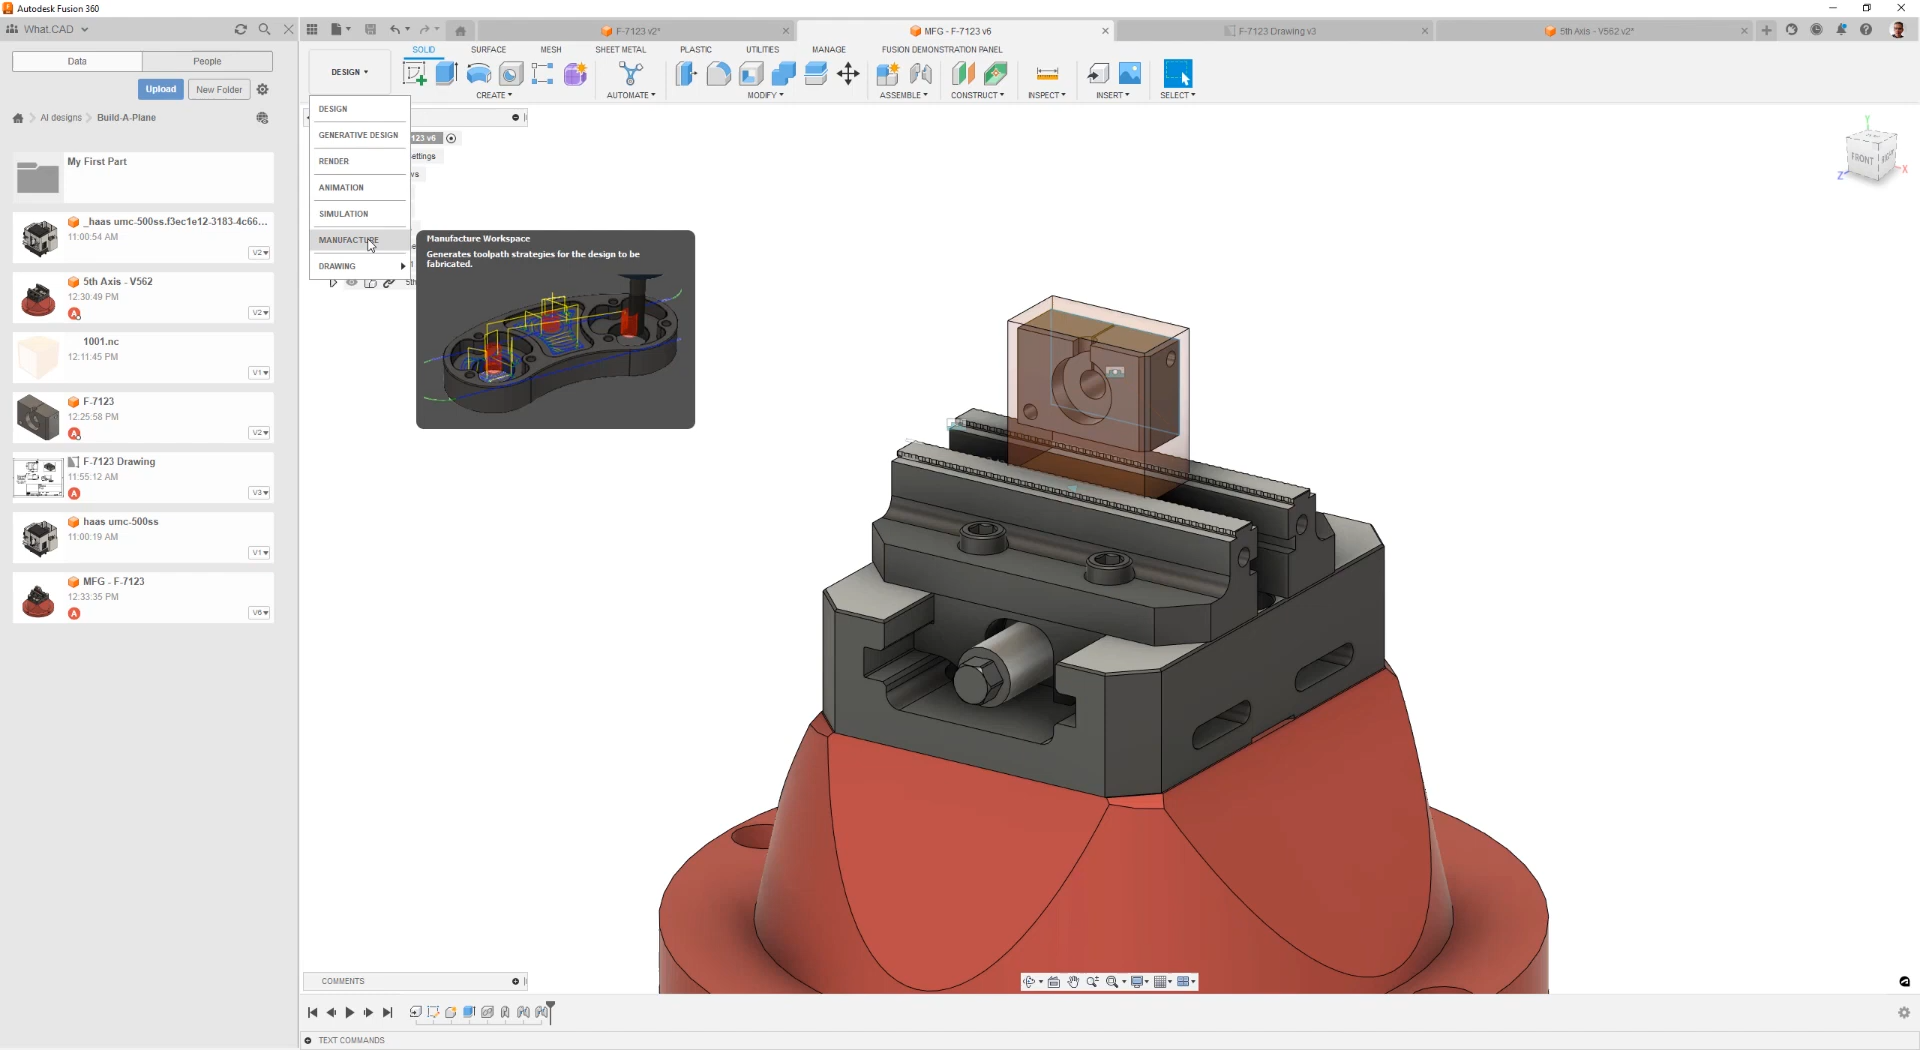 Autodesk Fusion 360
What.CAD
F-7123 v2*
MFG - F-7123 v6
F-7123 Drawing v3
5th Axis - V562 v2*
Data
People
Upload
New Folder
AI designs
Build-A-Plane
My First Part
_haas umc-500ss.f3ec1e12-3183-4c66...
11:00:54 AM
V2
5th Axis - V562
12:30:49 PM
A
V2
1001.nc
12:11:45 PM
V1
F-7123
12:25:58 PM
A
V2
F-7123 Drawing
11:55:12 AM
A
V3
haas umc-500ss
11:00:19 AM
V1
MFG - F-7123
12:33:35 PM
A
V6
SOLID
SURFACE
MESH
SHEET METAL
PLASTIC
UTILITIES
MANAGE
FUSION DEMONSTRATION PANEL
DESIGN
CREATE
AUTOMATE
MODIFY
ASSEMBLE
CONSTRUCT
INSPECT
INSERT
SELECT
DESIGN
GENERATIVE DESIGN
RENDER
ANIMATION
SIMULATION
MANUFACTURE
DRAWING
123 v6
ettings
ws
5th
Manufacture Workspace
Generates toolpath strategies for the design to be
fabricated.
Y
FRONT
X
Z
COMMENTS
TEXT COMMANDS